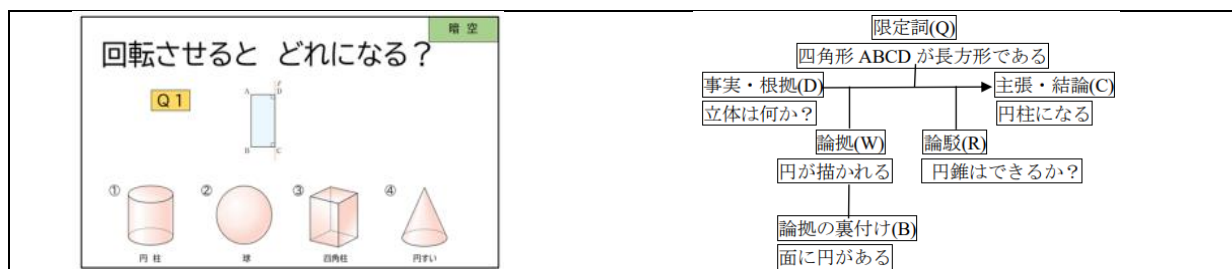 暗 空
回転させると どれになる？
Q1
A D
B C
① ② ③ ④
円 柱 球 四角柱 円すい
限定詞(Q)
四角形 ABCD が長方形である
事実・根拠(D) 主張・結論(C)
立体は何か？ 円柱になる
論拠(W) 論駁(R)
円が描かれる 円錐はできるか？
論拠の裏付け(B)
面に円がある